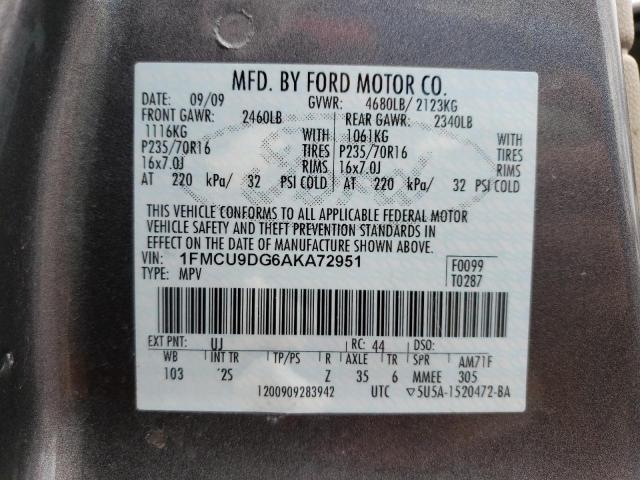 MFD. BY FORD MOTOR CO.
DATE: 09/09 GVWR: 4680LB/ 2123KG
FRONT GAWR: 2460LB REAR GAWR: 2340LB
1116KG WITH 1061KG WITH
P235/70R16 TIRES P235/70R16 TIRES
16x7.0J RIMS 16x7.0J RIMS
AT 220 kPa/ 32 PSI COLD AT 220 kPa/ 32 PSI COLD
THIS VEHICLE CONFORMS TO ALL APPLICABLE FEDERAL MOTOR
VEHICLE SAFETY AND THEFT PREVENTION STANDARDS IN
EFFECT ON THE DATE OF MANUFACTURE SHOWN ABOVE.
VIN: 1FMCU9DG6AKA72951 F0099
TYPE: MPV T0287
EXT PNT: UJ RC: 44 DSO:
WB INT TR TP/PS R AXLE TR SPR AM71F
103 25 Z 35 6 MMEE 305
1200909283942 UTC ▽5U5A-1520472-BA